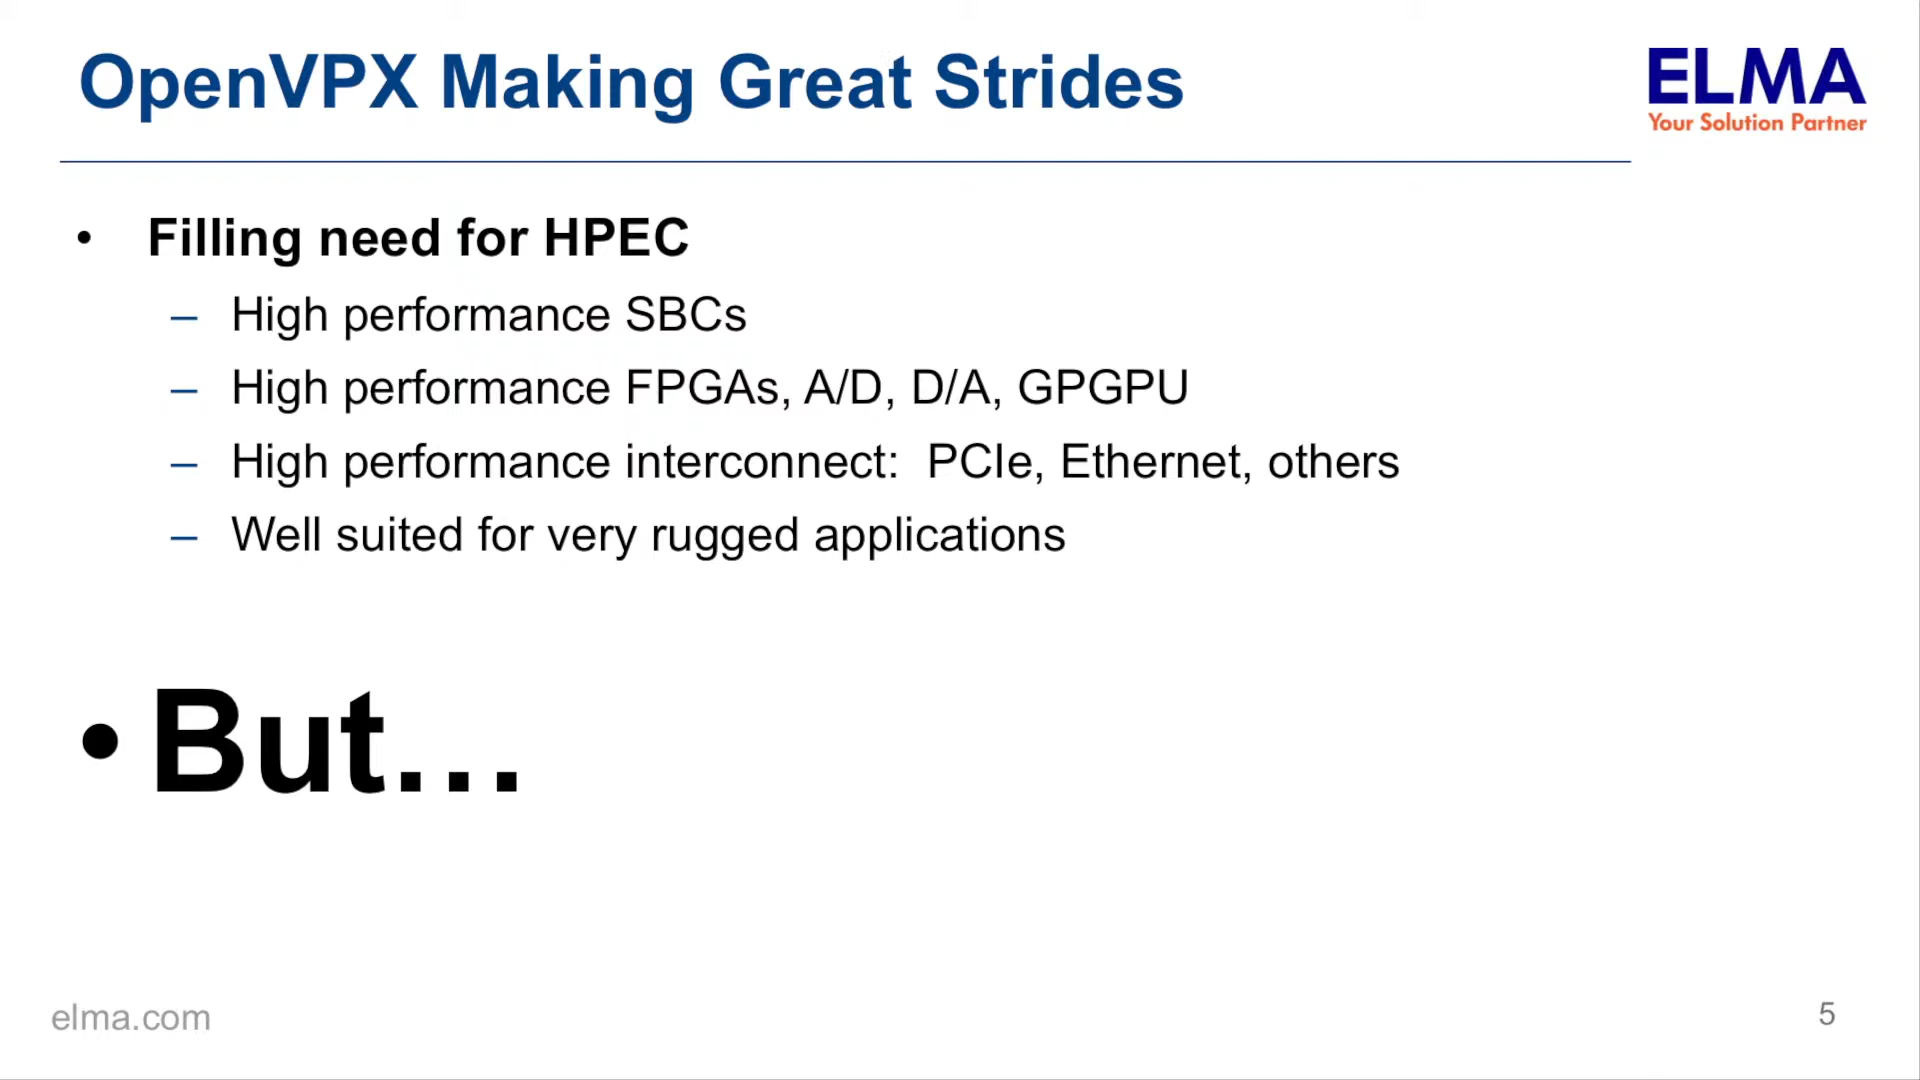 OpenVPX Making Great Strides
ELMA
Your Solution Partner
• Filling need for HPEC
– High performance SBCs
– High performance FPGAs, A/D, D/A, GPGPU
– High performance interconnect:  PCIe, Ethernet, others
– Well suited for very rugged applications
• But…
elma.com
5